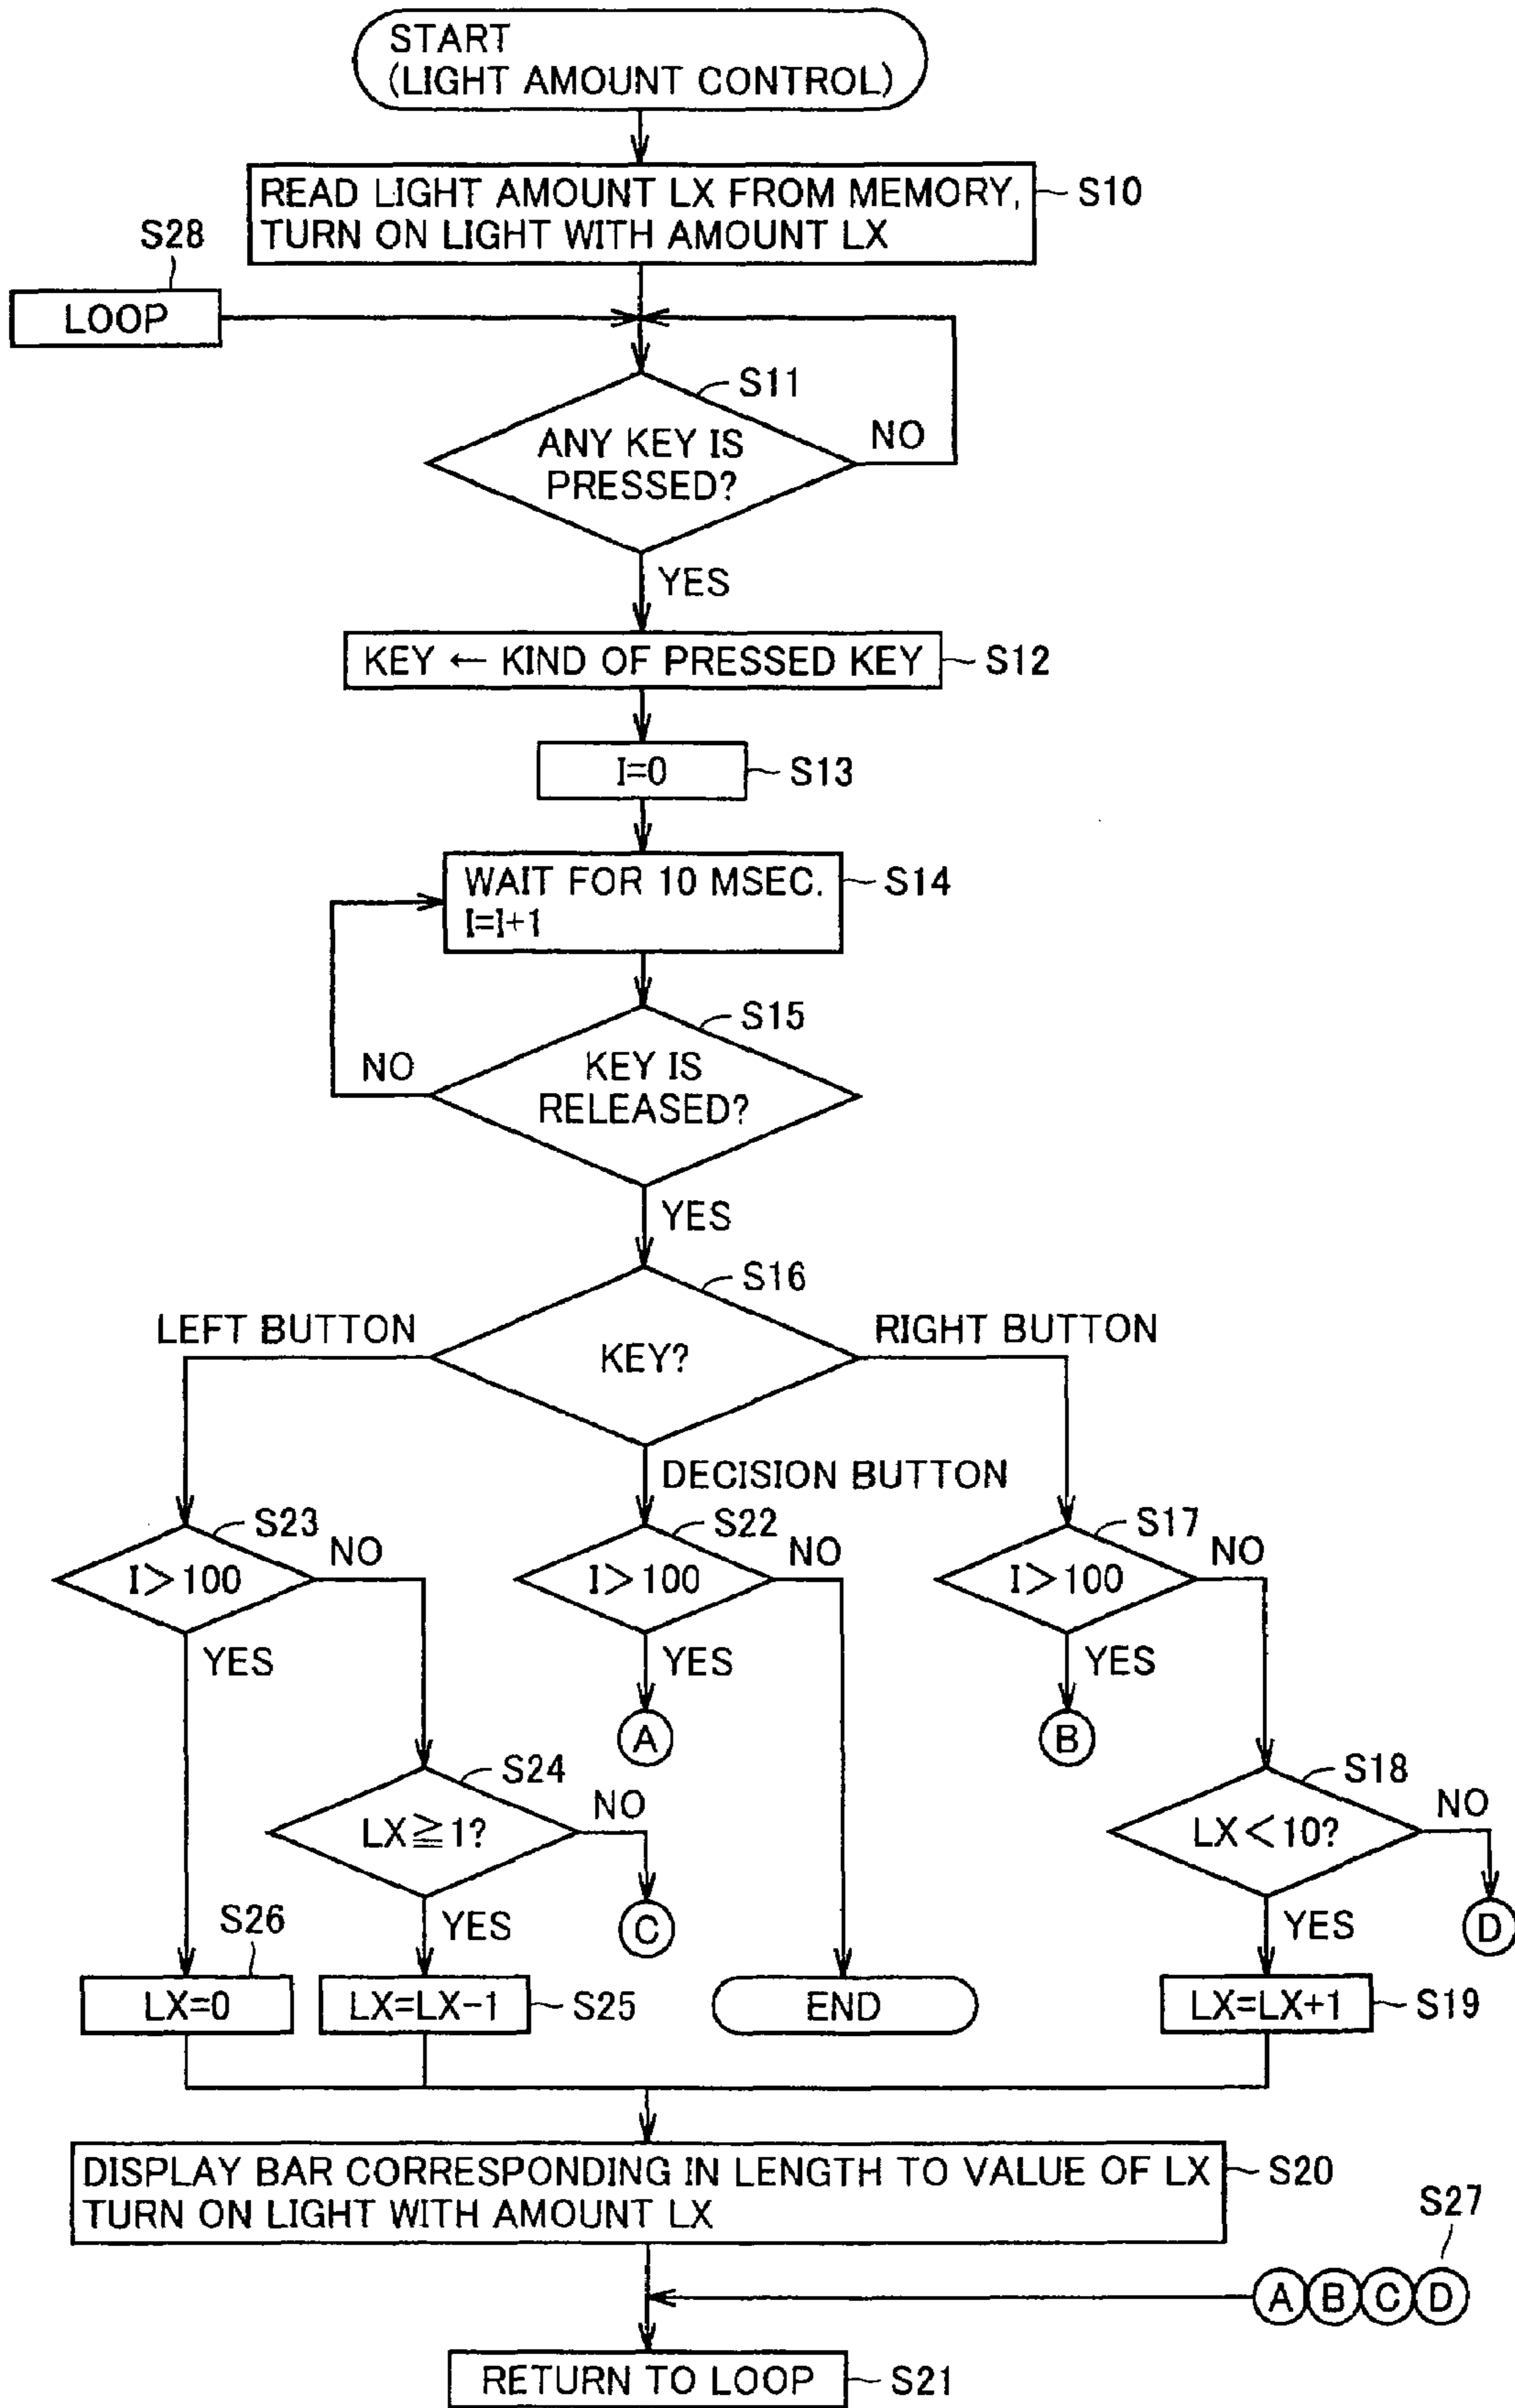 START
(LIGHT AMOUNT CONTROL)
READ LIGHT AMOUNT LX FROM MEMORY,
TURN ON LIGHT WITH AMOUNT LX
S10
S28
LOOP
S11
ANY KEY IS
PRESSED?
NO
YES
KEY ← KIND OF PRESSED KEY
S12
I=0
S13
WAIT FOR 10 MSEC.
I=I+1
S14
S15
KEY IS
RELEASED?
NO
YES
S16
KEY?
LEFT BUTTON
RIGHT BUTTON
DECISION BUTTON
S23
I>100
NO
YES
S22
I>100
NO
YES
A
S17
I>100
NO
YES
B
S24
LX≧1?
NO
C
YES
S18
LX<10?
NO
D
YES
S26
LX=0
LX=LX-1
S25
END
LX=LX+1
S19
DISPLAY BAR CORRESPONDING IN LENGTH TO VALUE OF LX
TURN ON LIGHT WITH AMOUNT LX
S20
S27
A B C D
RETURN TO LOOP
S21